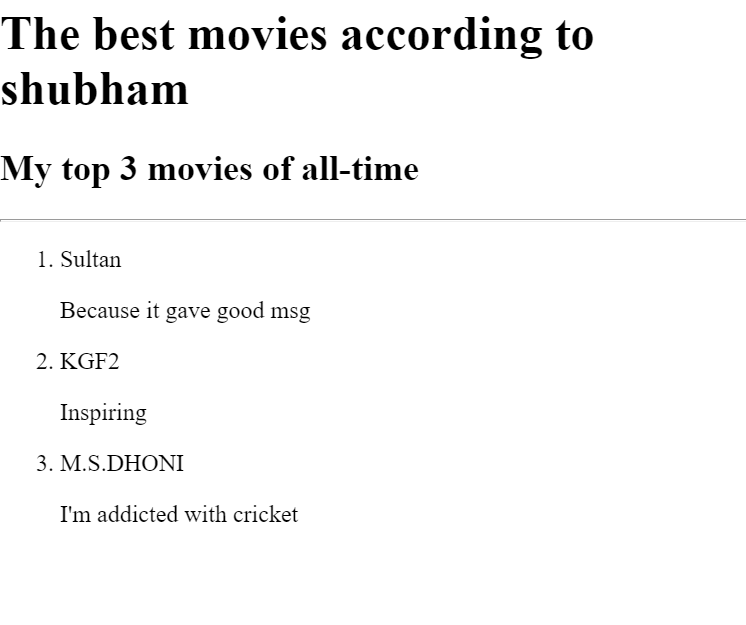 The best movies according to
shubham
My top 3 movies of all-time
1. Sultan
Because it gave good msg
2. KGF2
Inspiring
3. M.S.DHONI
I'm addicted with cricket